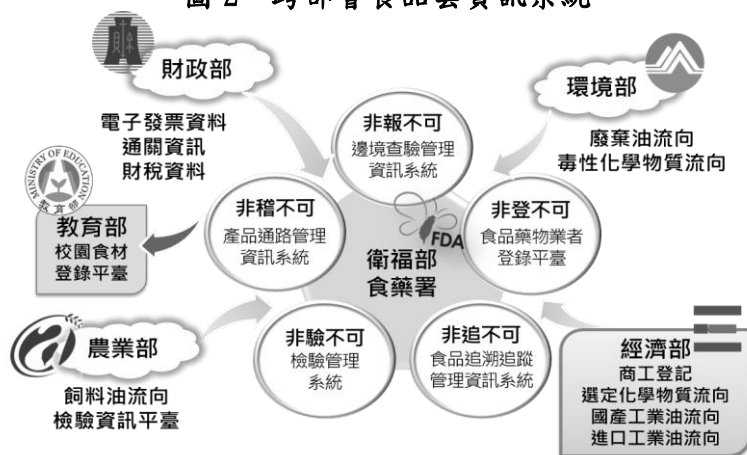 圖 2 跨部會食品雲資訊系統
財政部
電子發票資料
通關資訊
財稅資料
環境部
廢棄油流向
毒性化學物質流向
非報不可
邊境查驗管理
資訊系統
MINISTRY OF EDUCATION
教育部
教育部
校園食材
登錄平臺
非稽不可
產品通路管理
資訊系統
FDA
衛福部
食藥署
非登不可
食品藥物業者
登錄平臺
農業部
飼料油流向
檢驗資訊平臺
非驗不可
檢驗管理
系統
非追不可
食品追溯追蹤
管理資訊系統
經濟部
商工登記
選定化學物質流向
國產工業油流向
進口工業油流向